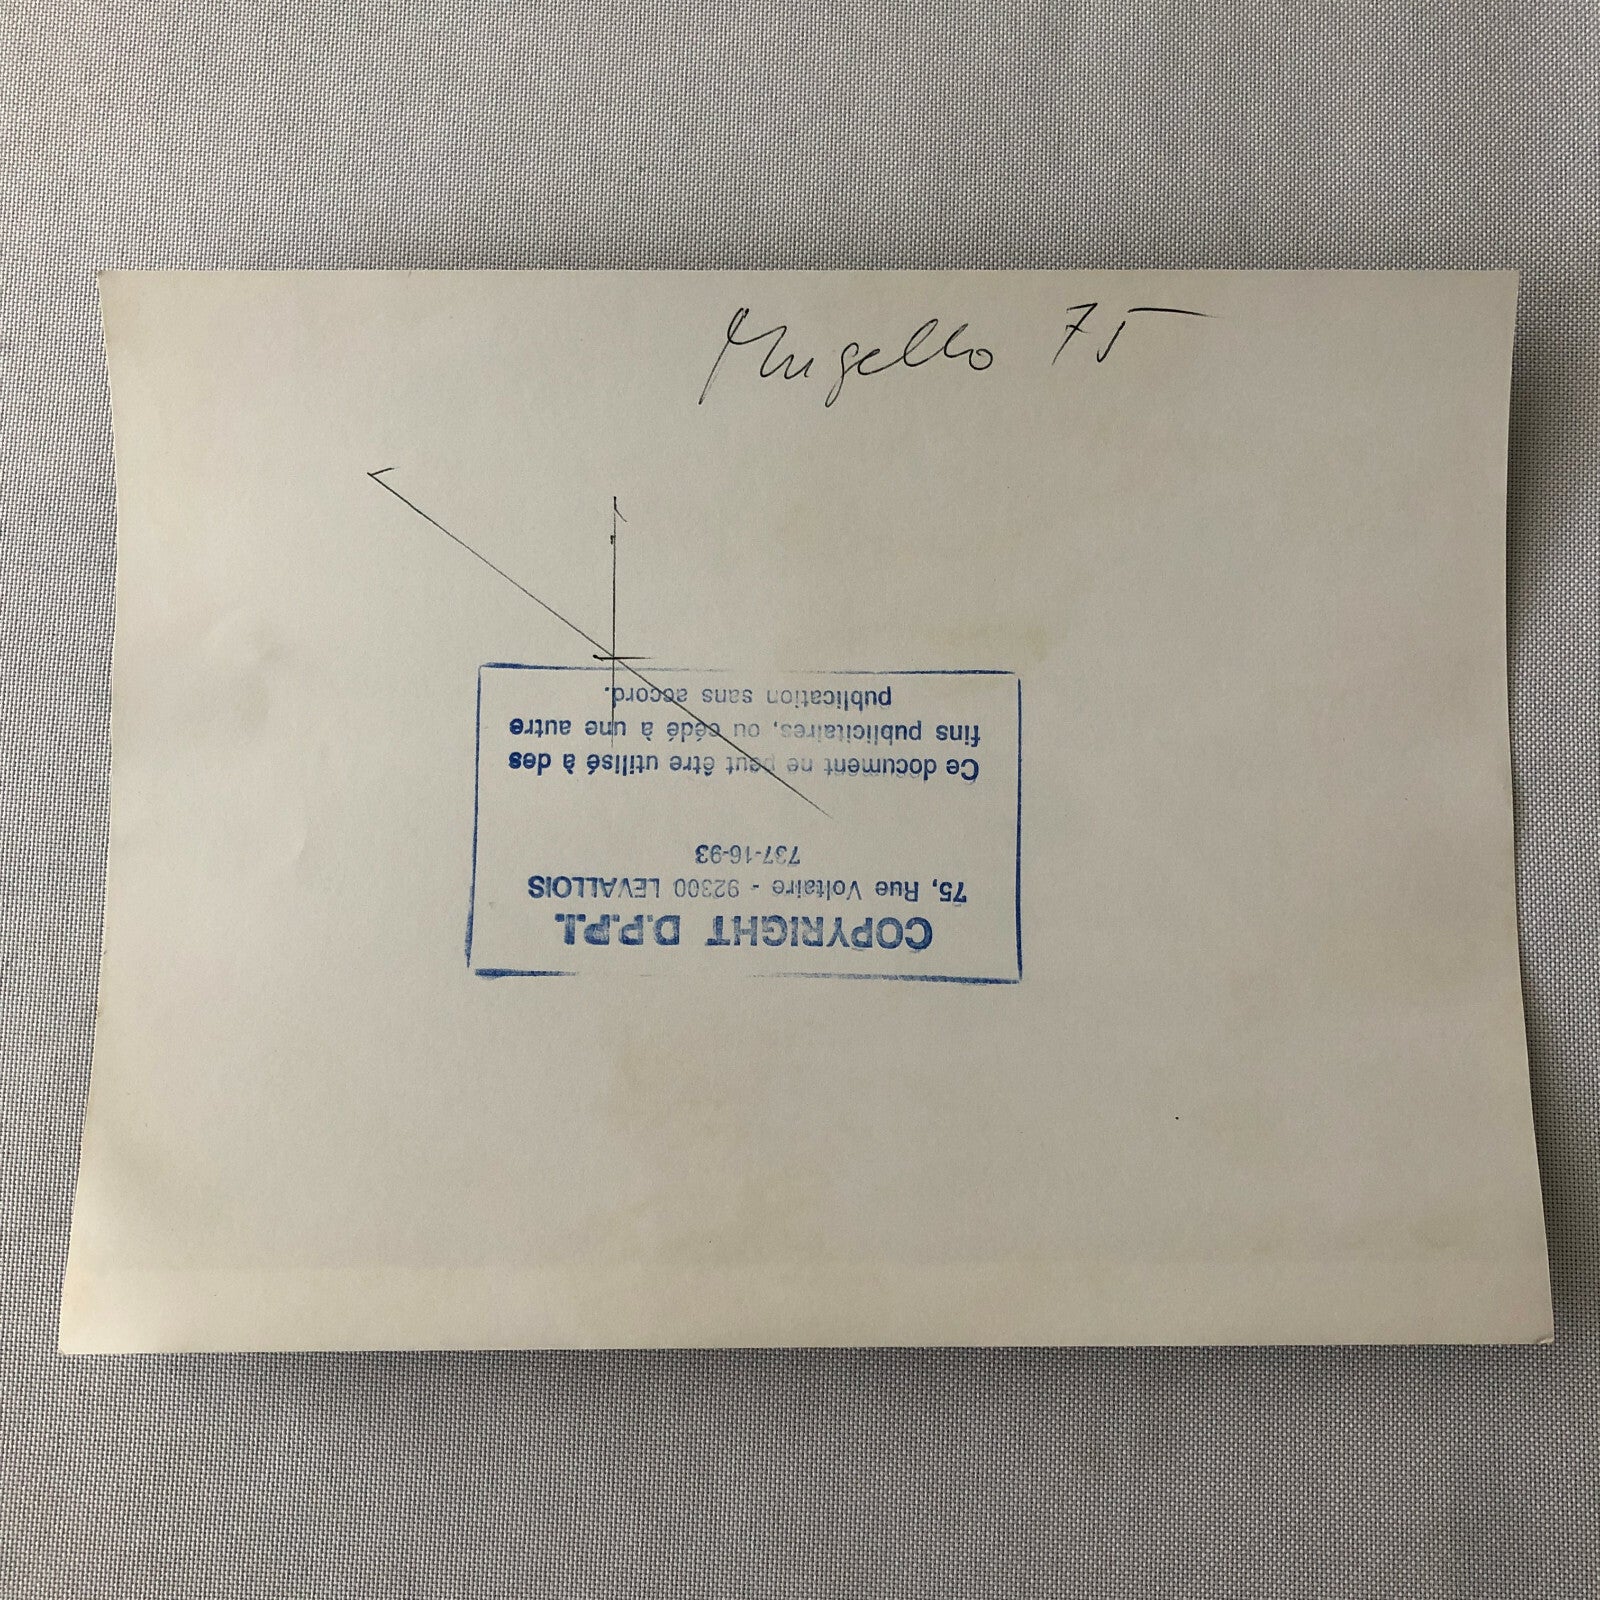 Mugello 75
COPYRIGHT D.P.P.I.
75, Rue Voltaire - 92300 LEVALLOIS
737-16-93
Ce document ne peut être utilisé à des
fins publicitaires, ou cédé à une autre
publication sans accord.